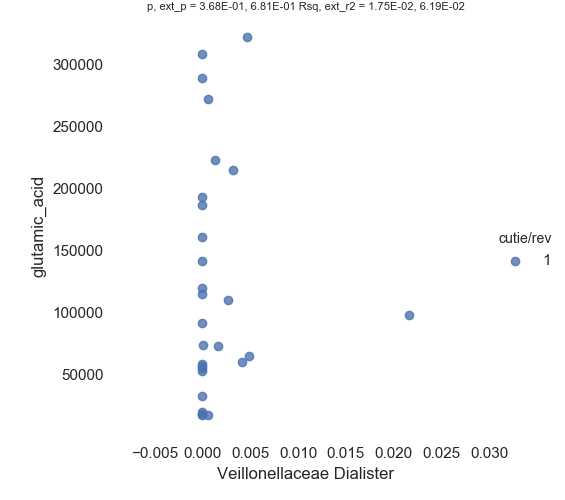 p, ext_p = 3.68E-01, 6.81E-01 Rsq, ext_r2 = 1.75E-02, 6.19E-02
300000
250000
200000
150000
100000
50000
glutamic_acid
cutie/rev
1
−0.005 0.000 0.005 0.010 0.015 0.020 0.025 0.030
Veillonellaceae Dialister